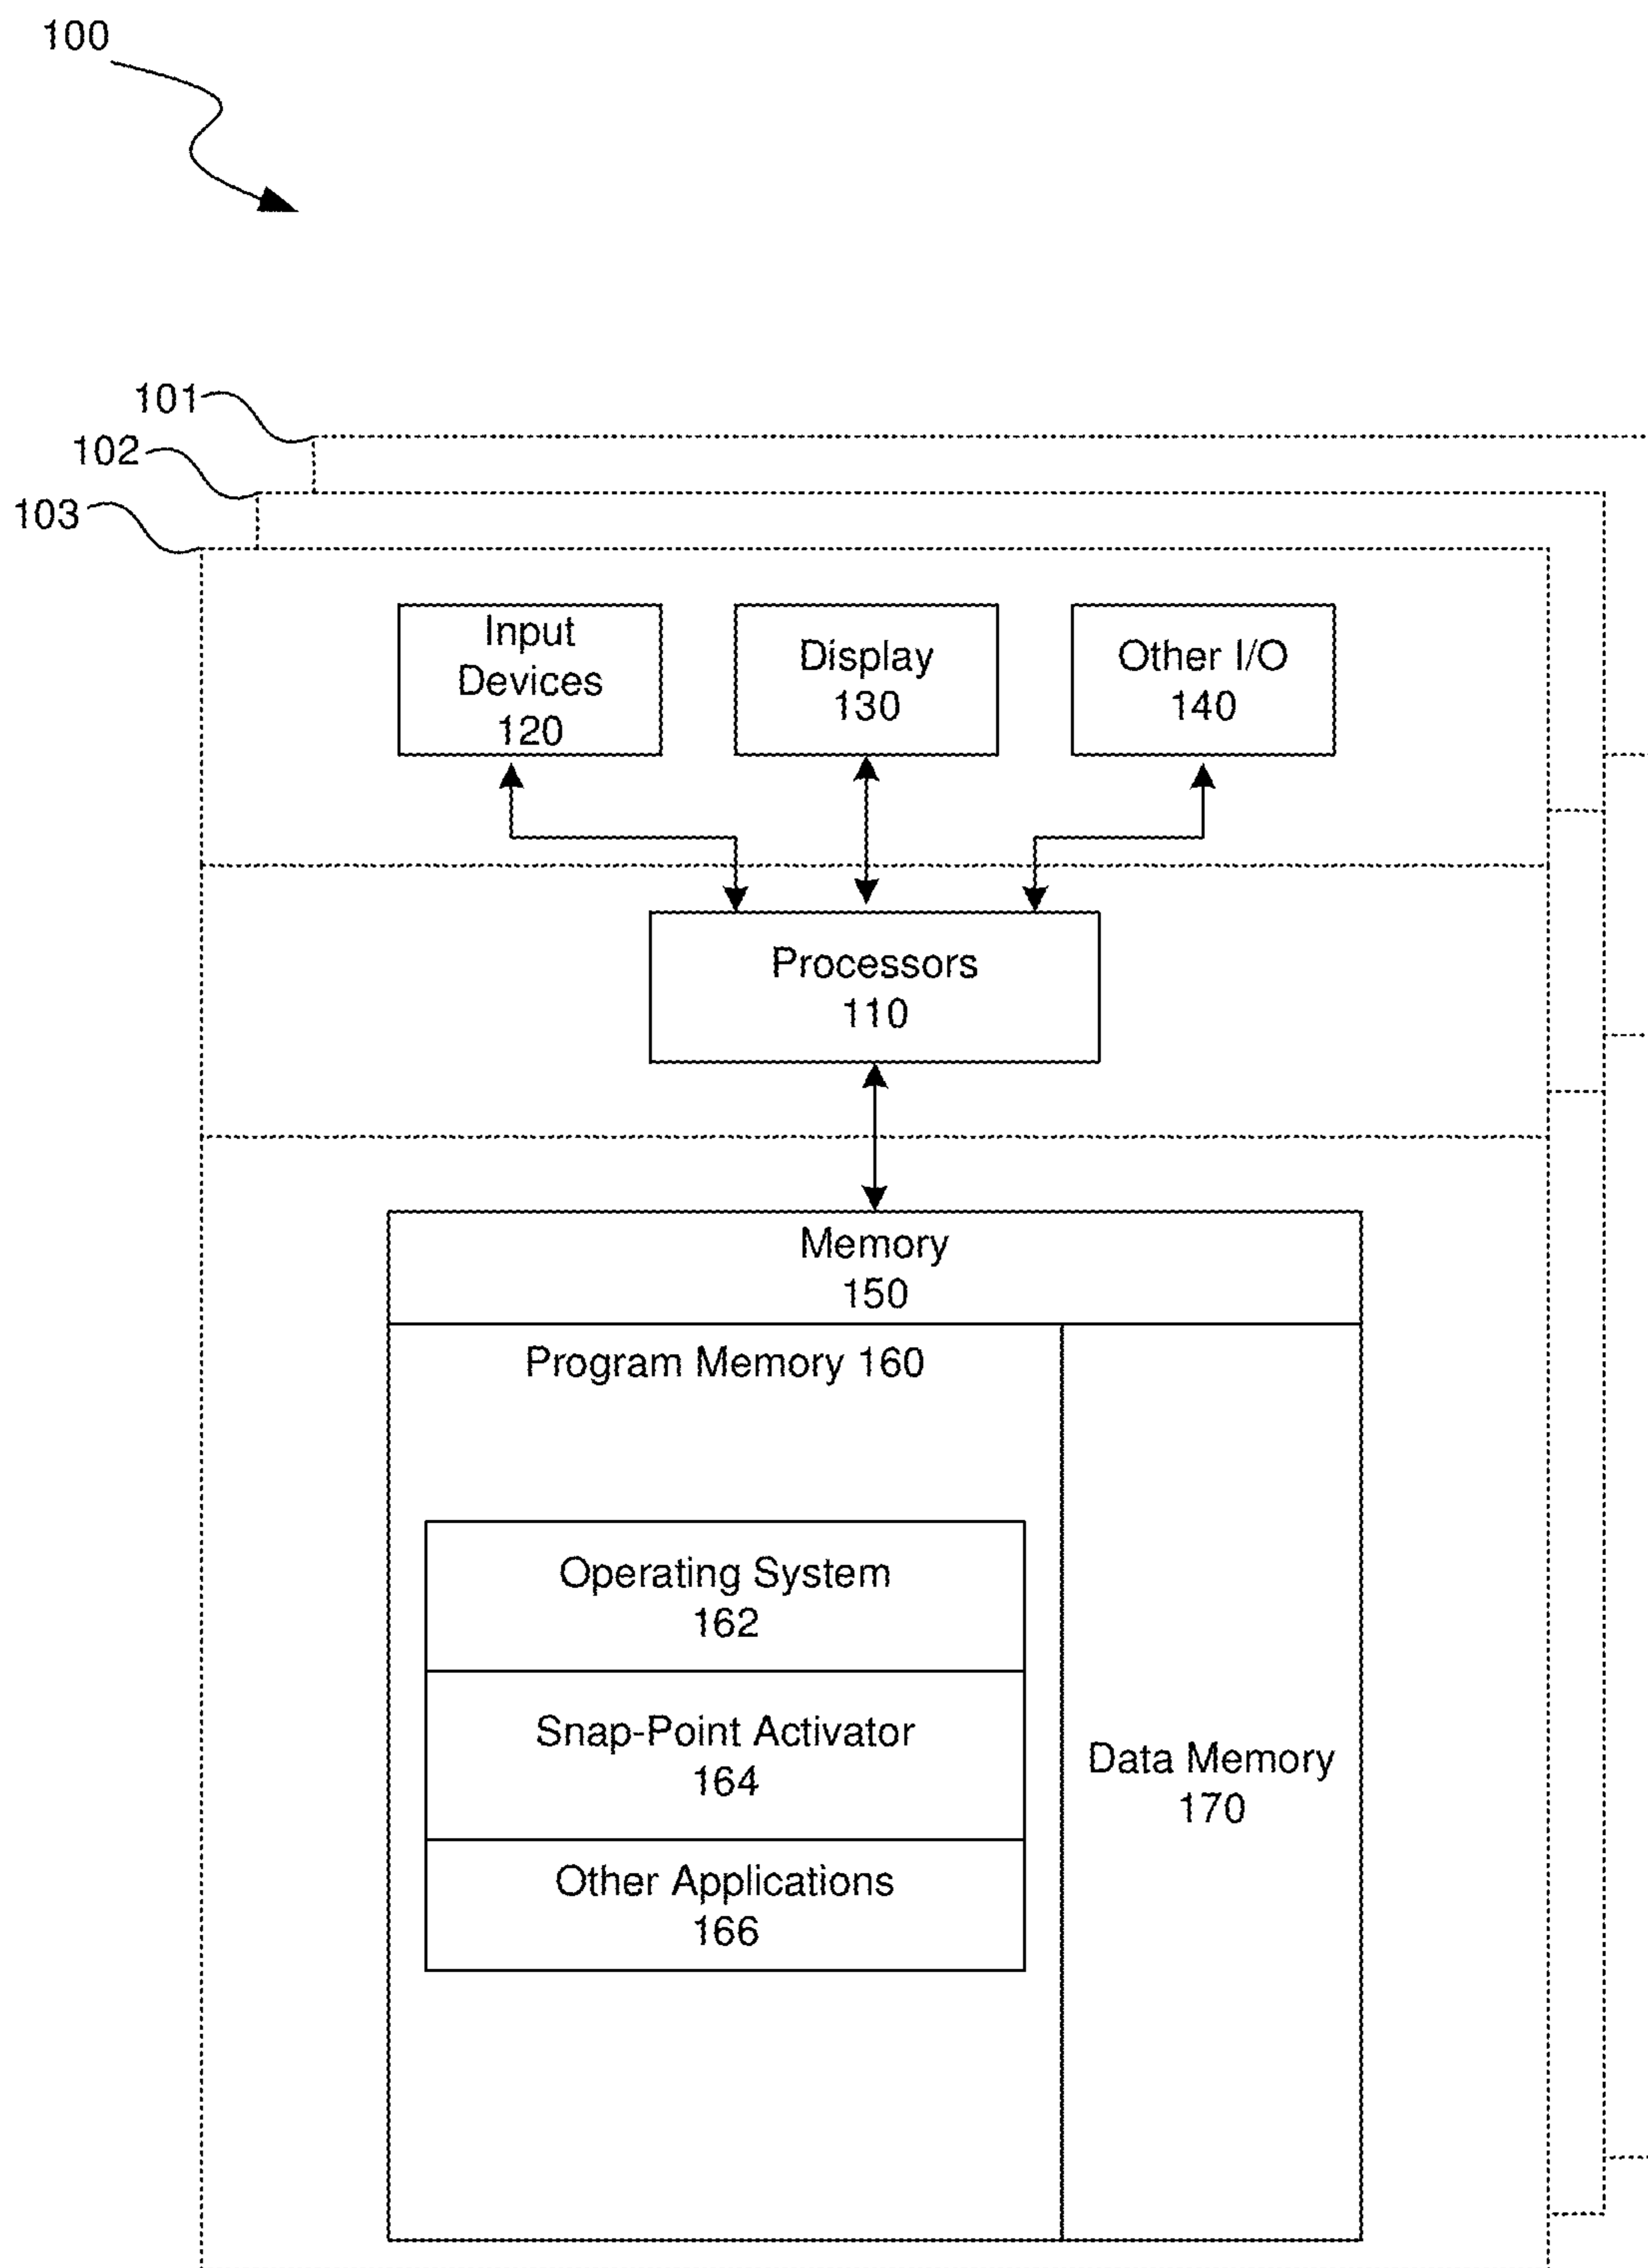 100
101
102
103
Input
Devices
120
Display
130
Other I/O
140
Processors
110
Memory
150
Program Memory 160
Operating System
162
Snap-Point Activator
164
Other Applications
166
Data Memory
170